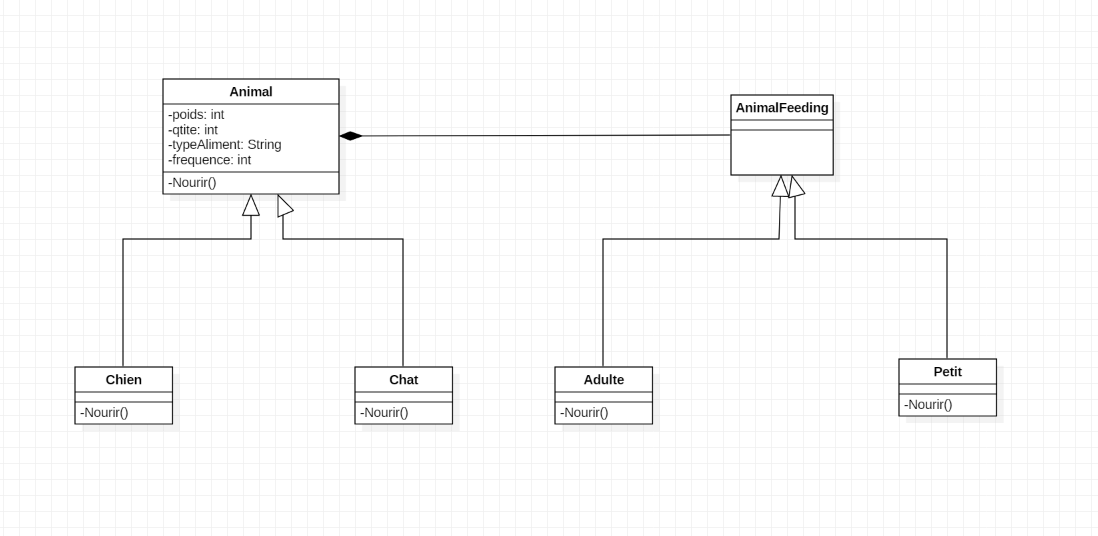 Animal
-poids: int
-qtite: int
-typeAliment: String
-frequence: int
-Nourir()
AnimalFeeding
Chien
-Nourir()
Chat
-Nourir()
Adulte
-Nourir()
Petit
-Nourir()